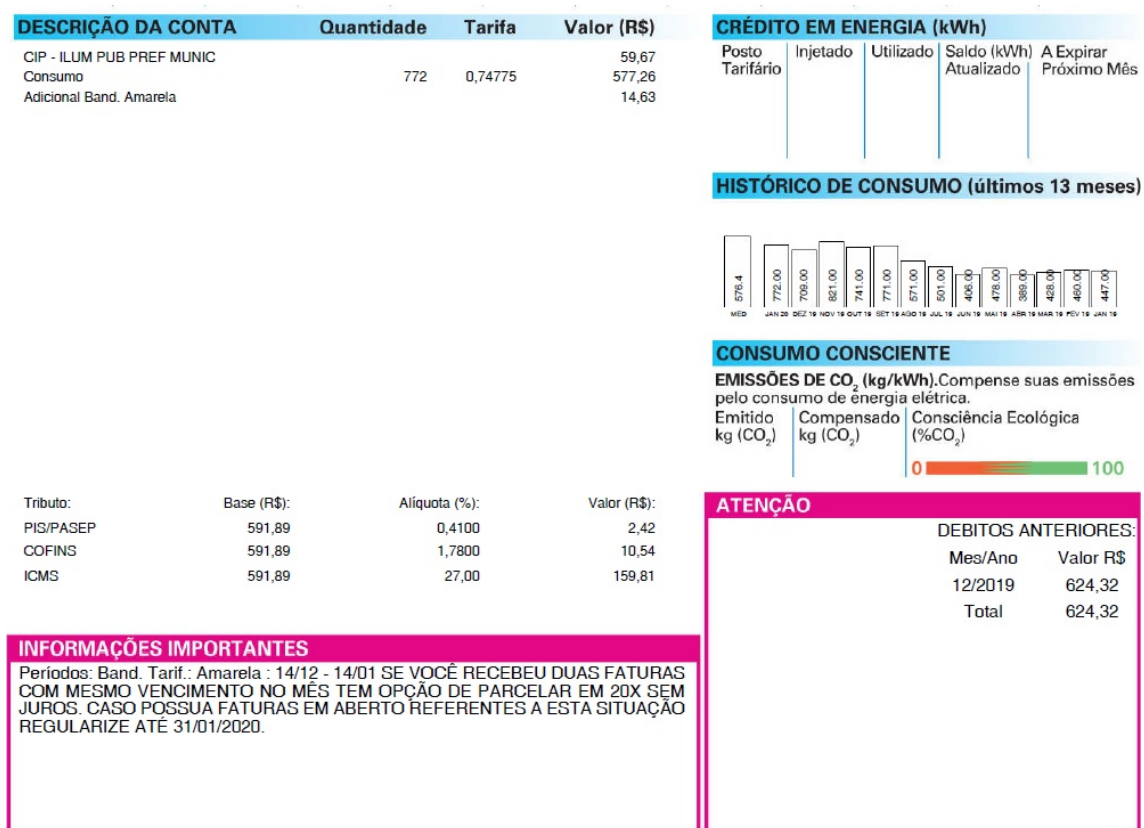 DESCRIÇÃO DA CONTA Quantidade Tarifa Valor (R$)
CIP - ILUM PUB PREF MUNIC 59,67
Consumo 772 0,74775 577,26
Adicional Band. Amarela 14,63
Tributo: Base (R$): Alíquota (%): Valor (R$):
PIS/PASEP 591,89 0,4100 2,42
COFINS 591,89 1,7800 10,54
ICMS 591,89 27,00 159,81
INFORMAÇÕES IMPORTANTES
Períodos: Band. Tarif.: Amarela : 14/12 - 14/01 SE VOCÊ RECEBEU DUAS FATURAS
COM MESMO VENCIMENTO NO MÊS TEM OPÇÃO DE PARCELAR EM 20X SEM
JUROS. CASO POSSUA FATURAS EM ABERTO REFERENTES A ESTA SITUAÇÃO
REGULARIZE ATÉ 31/01/2020.
CRÉDITO EM ENERGIA (kWh)
Posto Injetado Utilizado Saldo (kWh) A Expirar
Tarifário Atualizado Próximo Mês
HISTÓRICO DE CONSUMO (últimos 13 meses)
576.4 772.00 709.00 821.00 741.00 771.00 571.00 501.00 406.00 478.00 389.00 428.00 460.00 447.00
MÉD JAN 20 DEZ 19 NOV 19 OUT 19 SET 19 AGO 19 JUL 19 JUN 19 MAI 19 ABR 19 MAR 19 FEV 19 JAN 19
CONSUMO CONSCIENTE
EMISSÕES DE CO2 (kg/kWh).Compense suas emissões
pelo consumo de energia elétrica.
Emitido Compensado Consciência Ecológica
kg (CO2) kg (CO2) (%CO2)
0 100
ATENÇÃO
DEBITOS ANTERIORES:
Mes/Ano Valor R$
12/2019 624,32
Total 624,32